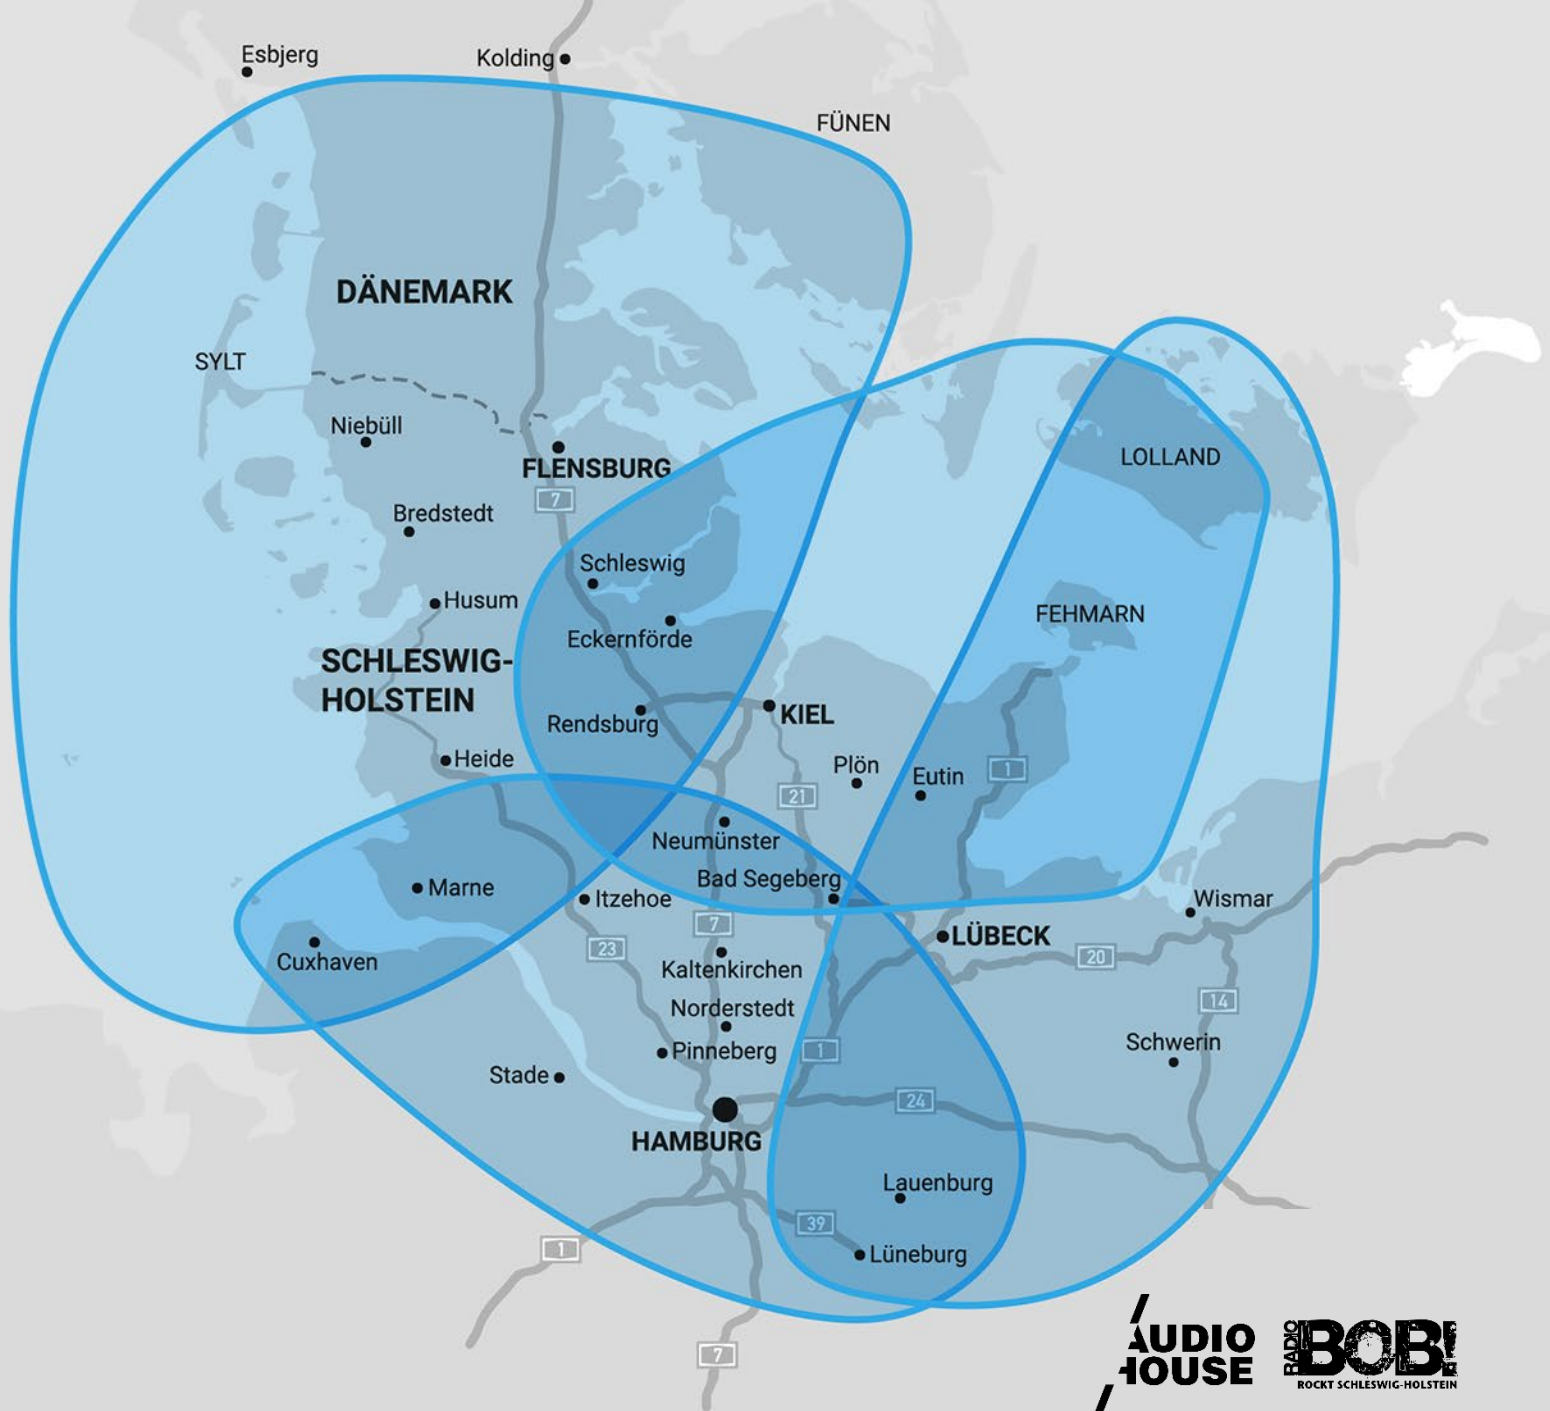 Esbjerg
Kolding
FÜNEN
DÄNEMARK
SYLT
Niebüll
FLENSBURG
7
LOLLAND
Bredstedt
Schleswig
Husum
FEHMARN
Eckernförde
SCHLESWIG-
HOLSTEIN
Rendsburg
KIEL
Heide
Plön
Eutin
1
21
Neumünster
Bad Segeberg
Marne
Itzehoe
Wismar
7
LÜBECK
23
20
Cuxhaven
Kaltenkirchen
14
Norderstedt
Schwerin
Pinneberg
1
Stade
24
HAMBURG
Lauenburg
39
1
Lüneburg
7
AUDIO
HOUSE
RADIO
BOB!
ROCKT SCHLESWIG-HOLSTEIN